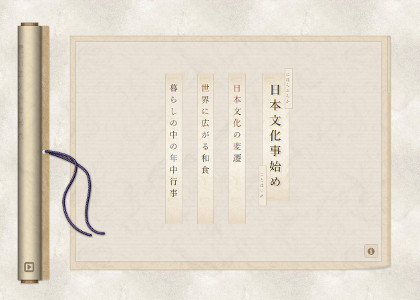 日本文化事始め
日本文化の変遷
世界に広がる和食
暮らしの中の年中行事